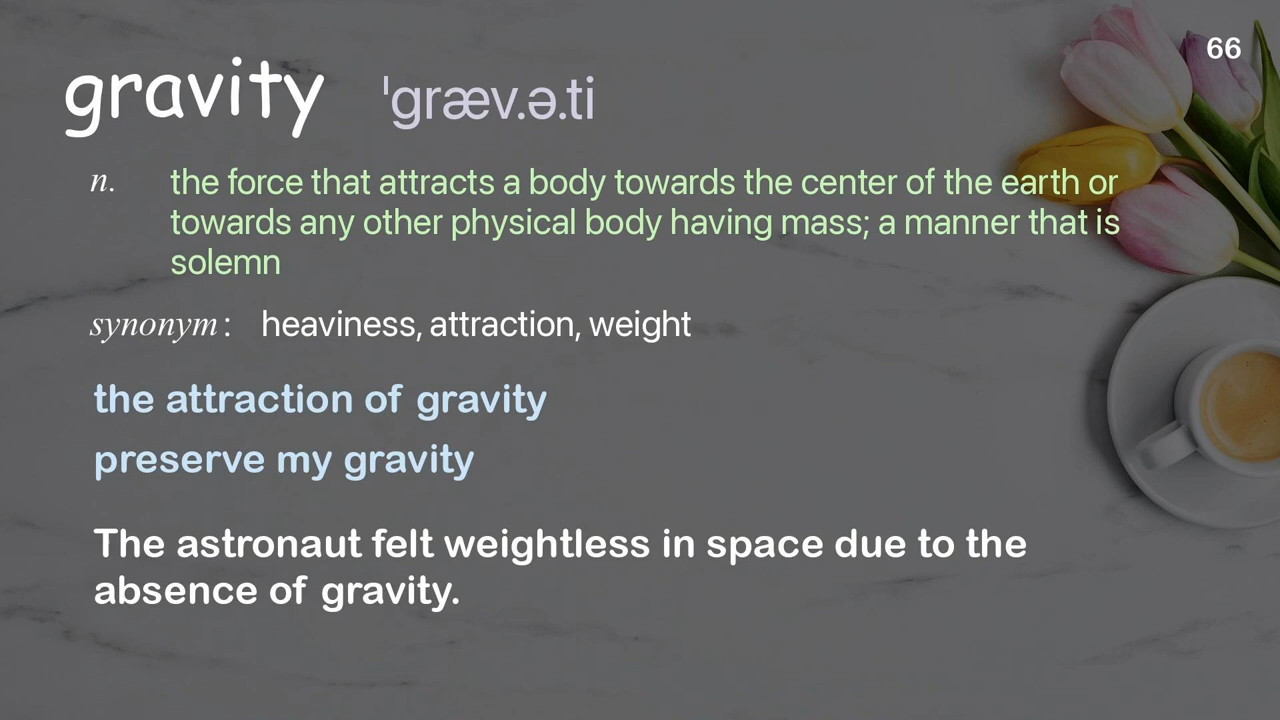 66
gravity ˈɡræv.ə.ti
n. the force that attracts a body towards the center of the earth or
towards any other physical body having mass; a manner that is
solemn
synonym: heaviness, attraction, weight
the attraction of gravity
preserve my gravity
The astronaut felt weightless in space due to the
absence of gravity.